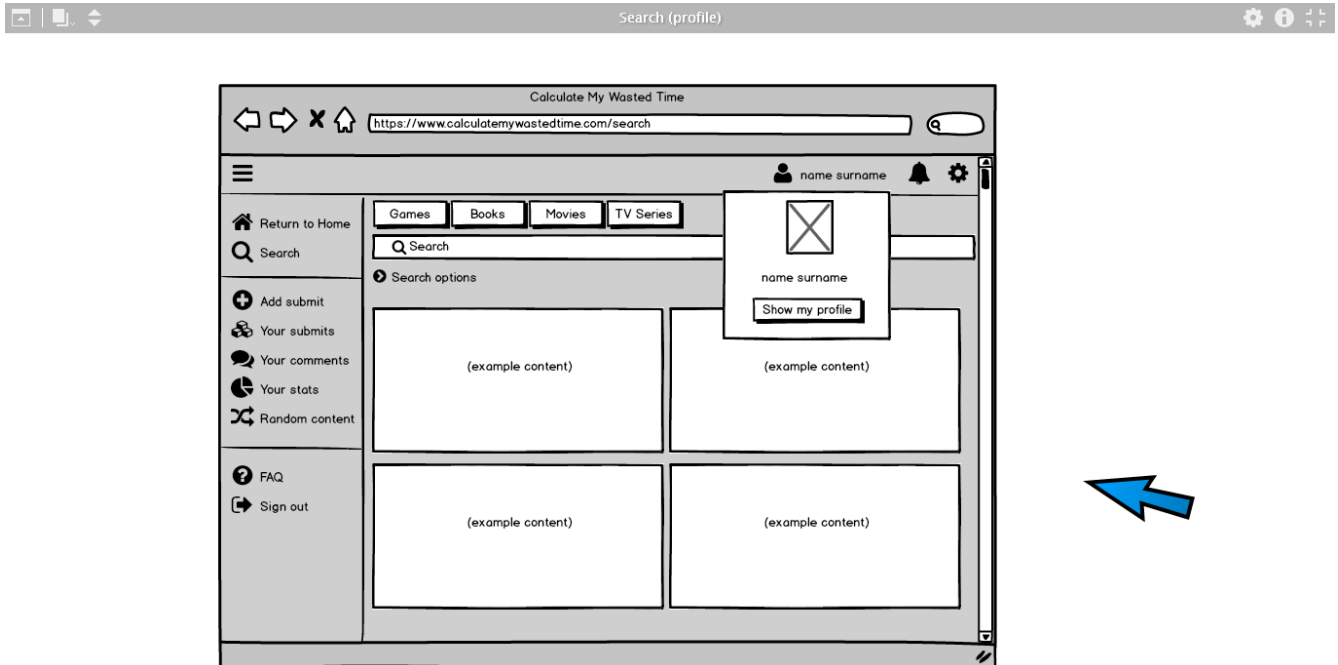 Search (profile)
Calculate My Wasted Time
https://www.calculatemywastedtime.com/search
name surname
Return to Home
Search
Add submit
Your submits
Your comments
Your stats
Random content
FAQ
Sign out
Games Books Movies TV Series
Search
Search options
name surname
Show my profile
(example content) (example content)
(example content) (example content)